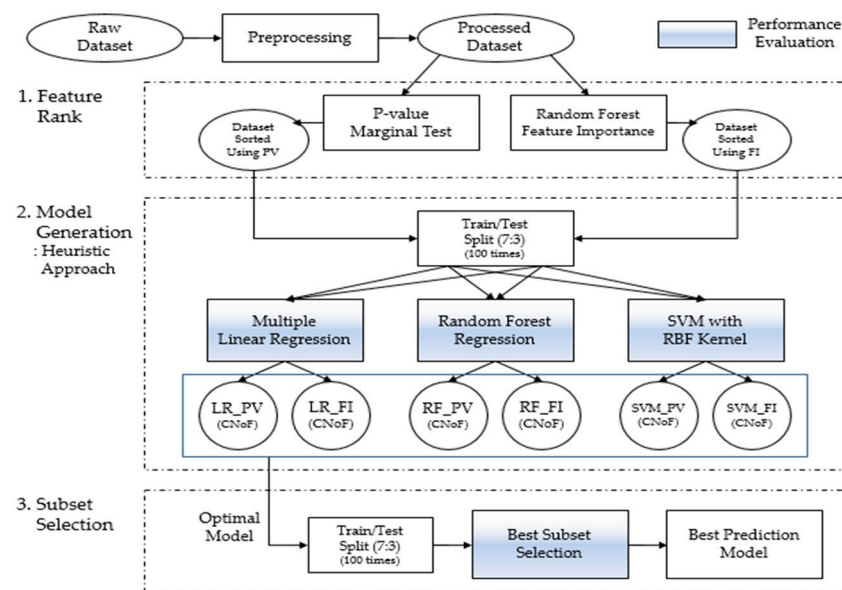 Raw
Dataset
Preprocessing
Processed
Dataset
Performance
Evaluation
1. Feature
Rank
P-value
Marginal Test
Random Forest
Feature Importance
Dataset
Sorted
Using PV
Dataset
Sorted
Using FI
2. Model
Generation
: Heuristic
Approach
Train/Test
Split (7:3)
(100 times)
Multiple
Linear Regression
Random Forest
Regression
SVM with
RBF Kernel
LR_PV
(CNoF)
LR_FI
(CNoF)
RF_PV
(CNoF)
RF_FI
(CNoF)
SVM_PV
(CNoF)
SVM_FI
(CNoF)
3. Subset
Selection
Optimal
Model
Train/Test
Split (7:3)
(100 times)
Best Subset
Selection
Best Prediction
Model